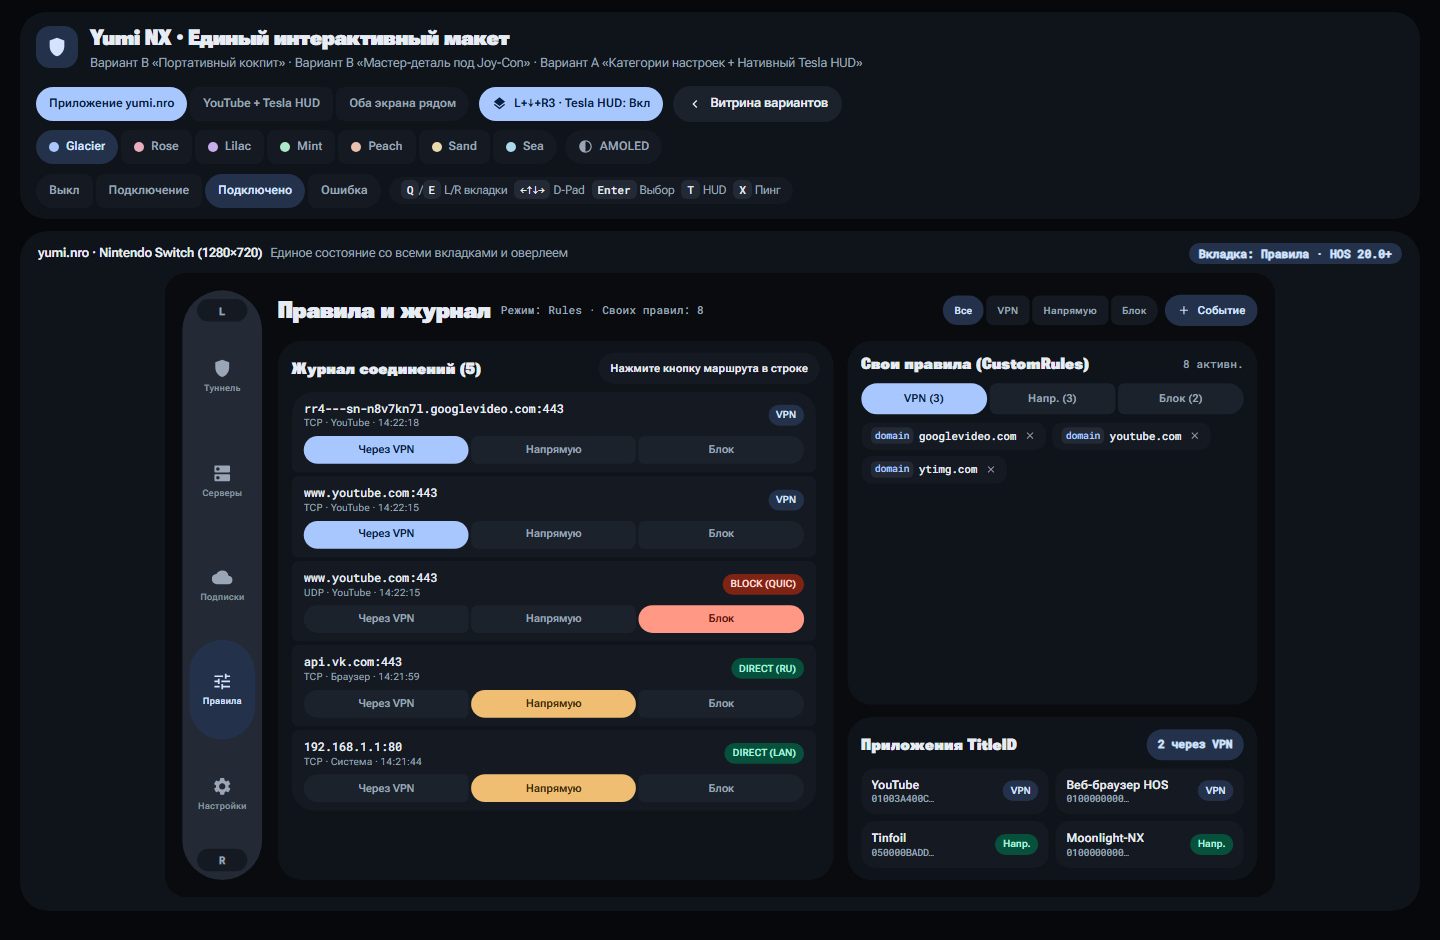 Yumi NX • Единый интерактивный макет
Вариант B «Портативный кокпит» · Вариант B «Мастер-деталь под Joy-Con» · Вариант A «Категории настроек + Нативный Tesla HUD»
Приложение yumi.nro YouTube + Tesla HUD Оба экрана рядом L+↓+R3 · Tesla HUD: Вкл Витрина вариантов
Glacier Rose Lilac Mint Peach Sand Sea AMOLED
Выкл Подключение Подключено Ошибка Q / E L/R вкладки ←↑↓→ D-Pad Enter Выбор T HUD X Пинг
yumi.nro · Nintendo Switch (1280×720) Единое состояние со всеми вкладками и оверлеем
Вкладка: Правила · HOS 20.0+
L
Туннель
Серверы
Подписки
Правила
Настройки
R
Правила и журнал Режим: Rules · Своих правил: 8
Все VPN Напрямую Блок + Событие
Журнал соединений (5) Нажмите кнопку маршрута в строке
rr4---sn-n8v7kn7l.googlevideo.com:443
TCP · YouTube · 14:22:18
VPN
Через VPN Напрямую Блок
www.youtube.com:443
TCP · YouTube · 14:22:15
VPN
Через VPN Напрямую Блок
www.youtube.com:443
UDP · YouTube · 14:22:15
BLOCK (QUIC)
Через VPN Напрямую Блок
api.vk.com:443
TCP · Браузер · 14:21:59
DIRECT (RU)
Через VPN Напрямую Блок
192.168.1.1:80
TCP · Система · 14:21:44
DIRECT (LAN)
Через VPN Напрямую Блок
Свои правила (CustomRules) 8 активн.
VPN (3) Напр. (3) Блок (2)
domain googlevideo.com × domain youtube.com ×
domain ytimg.com ×
Приложения TitleID 2 через VPN
YouTube
01003A400C…
VPN
Веб-браузер HOS
0100000000…
VPN
Tinfoil
050000BADD…
Напр.
Moonlight-NX
0100000000…
Напр.